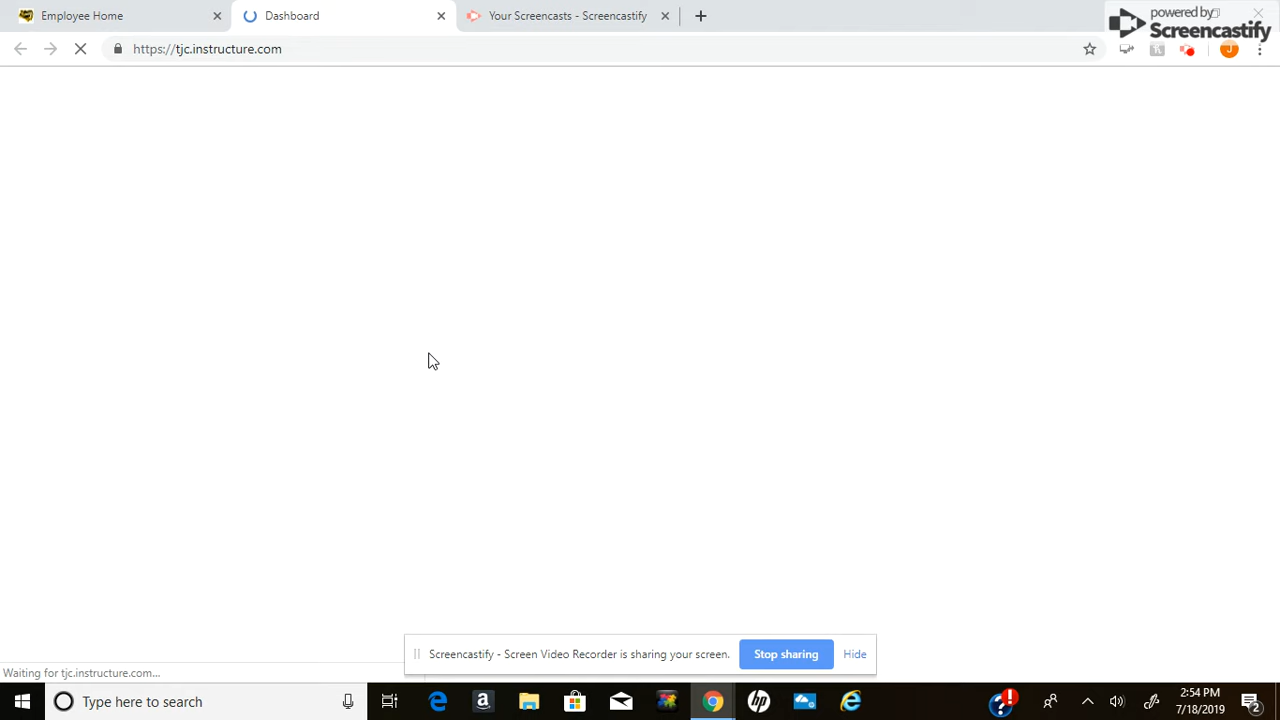 Employee Home
Dashboard
Your Screencasts - Screencastify
powered by
Screencastify
https://tjc.instructure.com
J
Screencastify - Screen Video Recorder is sharing your screen.
Stop sharing
Hide
Waiting for tjc.instructure.com...
Type here to search
2:54 PM
7/18/2019
2